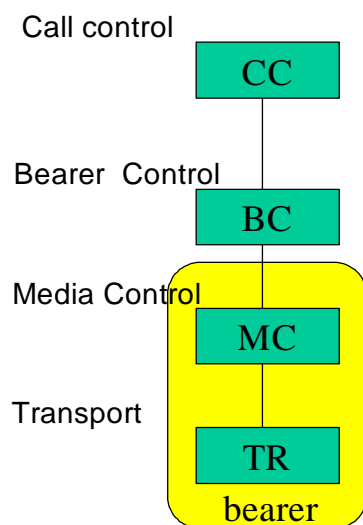 Call control
CC
Bearer Control
BC
Media Control
MC
Transport
TR
bearer